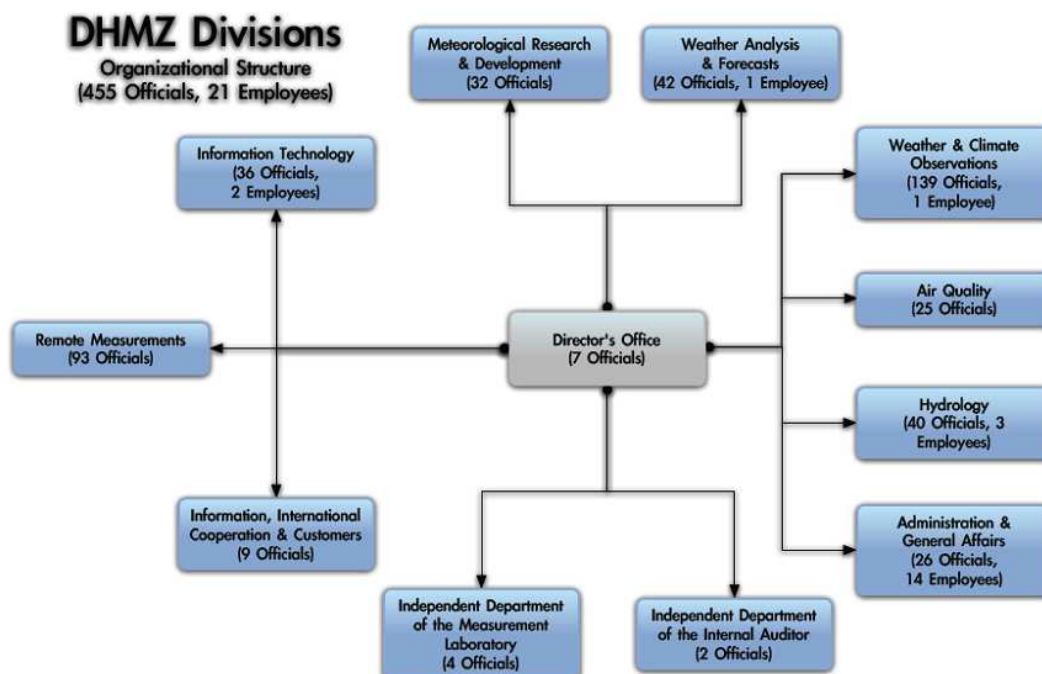 DHMZ Divisions
Organizational Structure
(455 Officials, 21 Employees)
Meteorological Research
& Development
(32 Officials)
Weather Analysis
& Forecasts
(42 Officials, 1 Employee)
Information Technology
(36 Officials,
2 Employees)
Weather & Climate
Observations
(139 Officials,
1 Employee)
Air Quality
(25 Officials)
Remote Measurements
(93 Officials)
Director's Office
(7 Officials)
Hydrology
(40 Officials, 3
Employees)
Information, International
Cooperation & Customers
(9 Officials)
Administration &
General Affairs
(26 Officials,
14 Employees)
Independent Department
of the Measurement
Laboratory
(4 Officials)
Independent Department
of the Internal Auditor
(2 Officials)